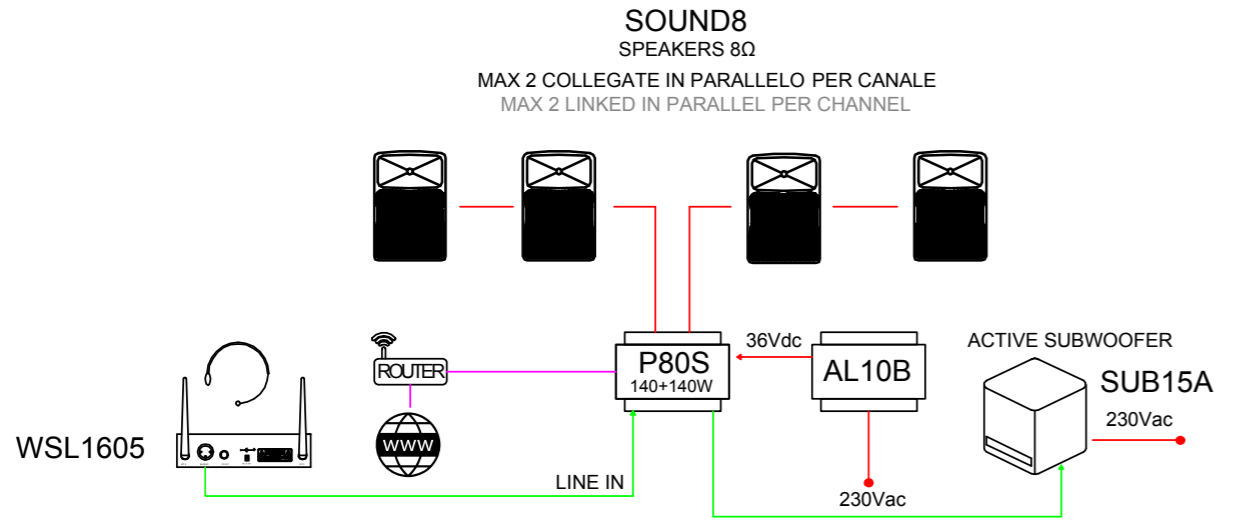 SOUND8
SPEAKERS 8Ω
MAX 2 COLLEGATE IN PARALLELO PER CANALE
MAX 2 LINKED IN PARALLEL PER CHANNEL
36Vdc
ACTIVE SUBWOOFER
ROUTER
P80S
140+140W
AL10B
SUB15A
230Vac
WWW
WSL1605
LINE IN
230Vac